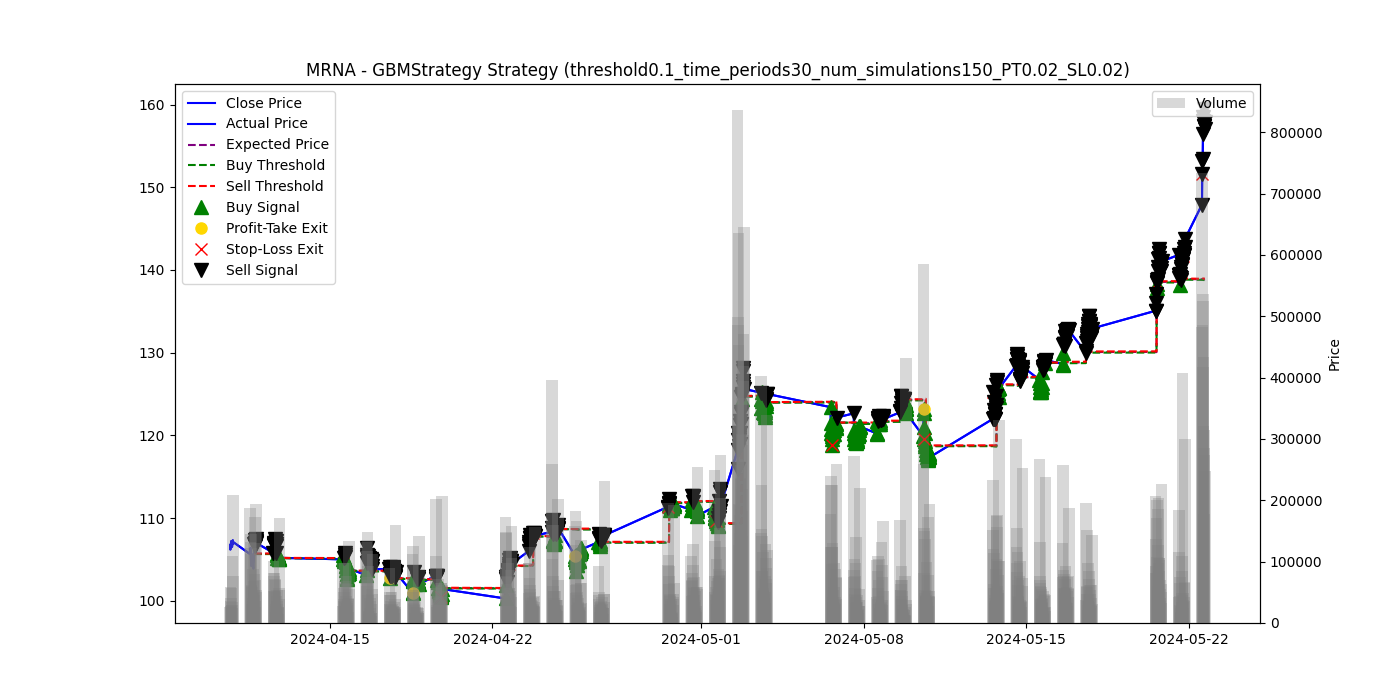 MRNA - GBMStrategy Strategy (threshold0.1_time_periods30_num_simulations150_PT0.02_SL0.02)
Close Price
Actual Price
Expected Price
Buy Threshold
Sell Threshold
Buy Signal
Profit-Take Exit
Stop-Loss Exit
Sell Signal
Volume
160
150
140
130
120
110
100
800000
700000
600000
500000
400000
300000
200000
100000
0
Price
2024-04-15
2024-04-22
2024-05-01
2024-05-08
2024-05-15
2024-05-22